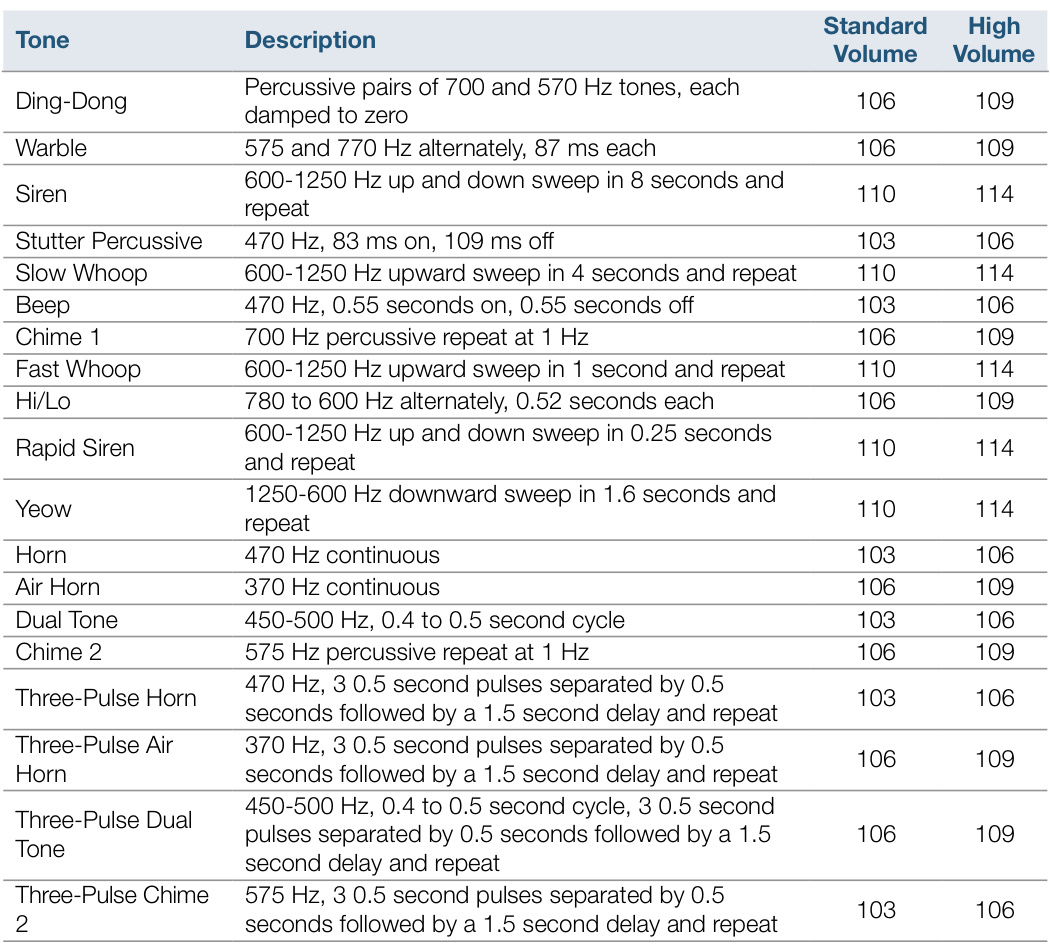 Tone Description Standard Volume High Volume
Ding-Dong Percussive pairs of 700 and 570 Hz tones, each
damped to zero 106 109
Warble 575 and 770 Hz alternately, 87 ms each 106 109
Siren 600-1250 Hz up and down sweep in 8 seconds and
repeat 110 114
Stutter Percussive 470 Hz, 83 ms on, 109 ms off 103 106
Slow Whoop 600-1250 Hz upward sweep in 4 seconds and repeat 110 114
Beep 470 Hz, 0.55 seconds on, 0.55 seconds off 103 106
Chime 1 700 Hz percussive repeat at 1 Hz 106 109
Fast Whoop 600-1250 Hz upward sweep in 1 second and repeat 110 114
Hi/Lo 780 to 600 Hz alternately, 0.52 seconds each 106 109
Rapid Siren 600-1250 Hz up and down sweep in 0.25 seconds
and repeat 110 114
Yeow 1250-600 Hz downward sweep in 1.6 seconds and
repeat 110 114
Horn 470 Hz continuous 103 106
Air Horn 370 Hz continuous 106 109
Dual Tone 450-500 Hz, 0.4 to 0.5 second cycle 103 106
Chime 2 575 Hz percussive repeat at 1 Hz 106 109
Three-Pulse Horn 470 Hz, 3 0.5 second pulses separated by 0.5
seconds followed by a 1.5 second delay and repeat 103 106
Three-Pulse Air Horn 370 Hz, 3 0.5 second pulses separated by 0.5
seconds followed by a 1.5 second delay and repeat 106 109
Three-Pulse Dual Tone 450-500 Hz, 0.4 to 0.5 second cycle, 3 0.5 second
pulses separated by 0.5 seconds followed by a 1.5
second delay and repeat 106 109
Three-Pulse Chime 2 575 Hz, 3 0.5 second pulses separated by 0.5
seconds followed by a 1.5 second delay and repeat 103 106